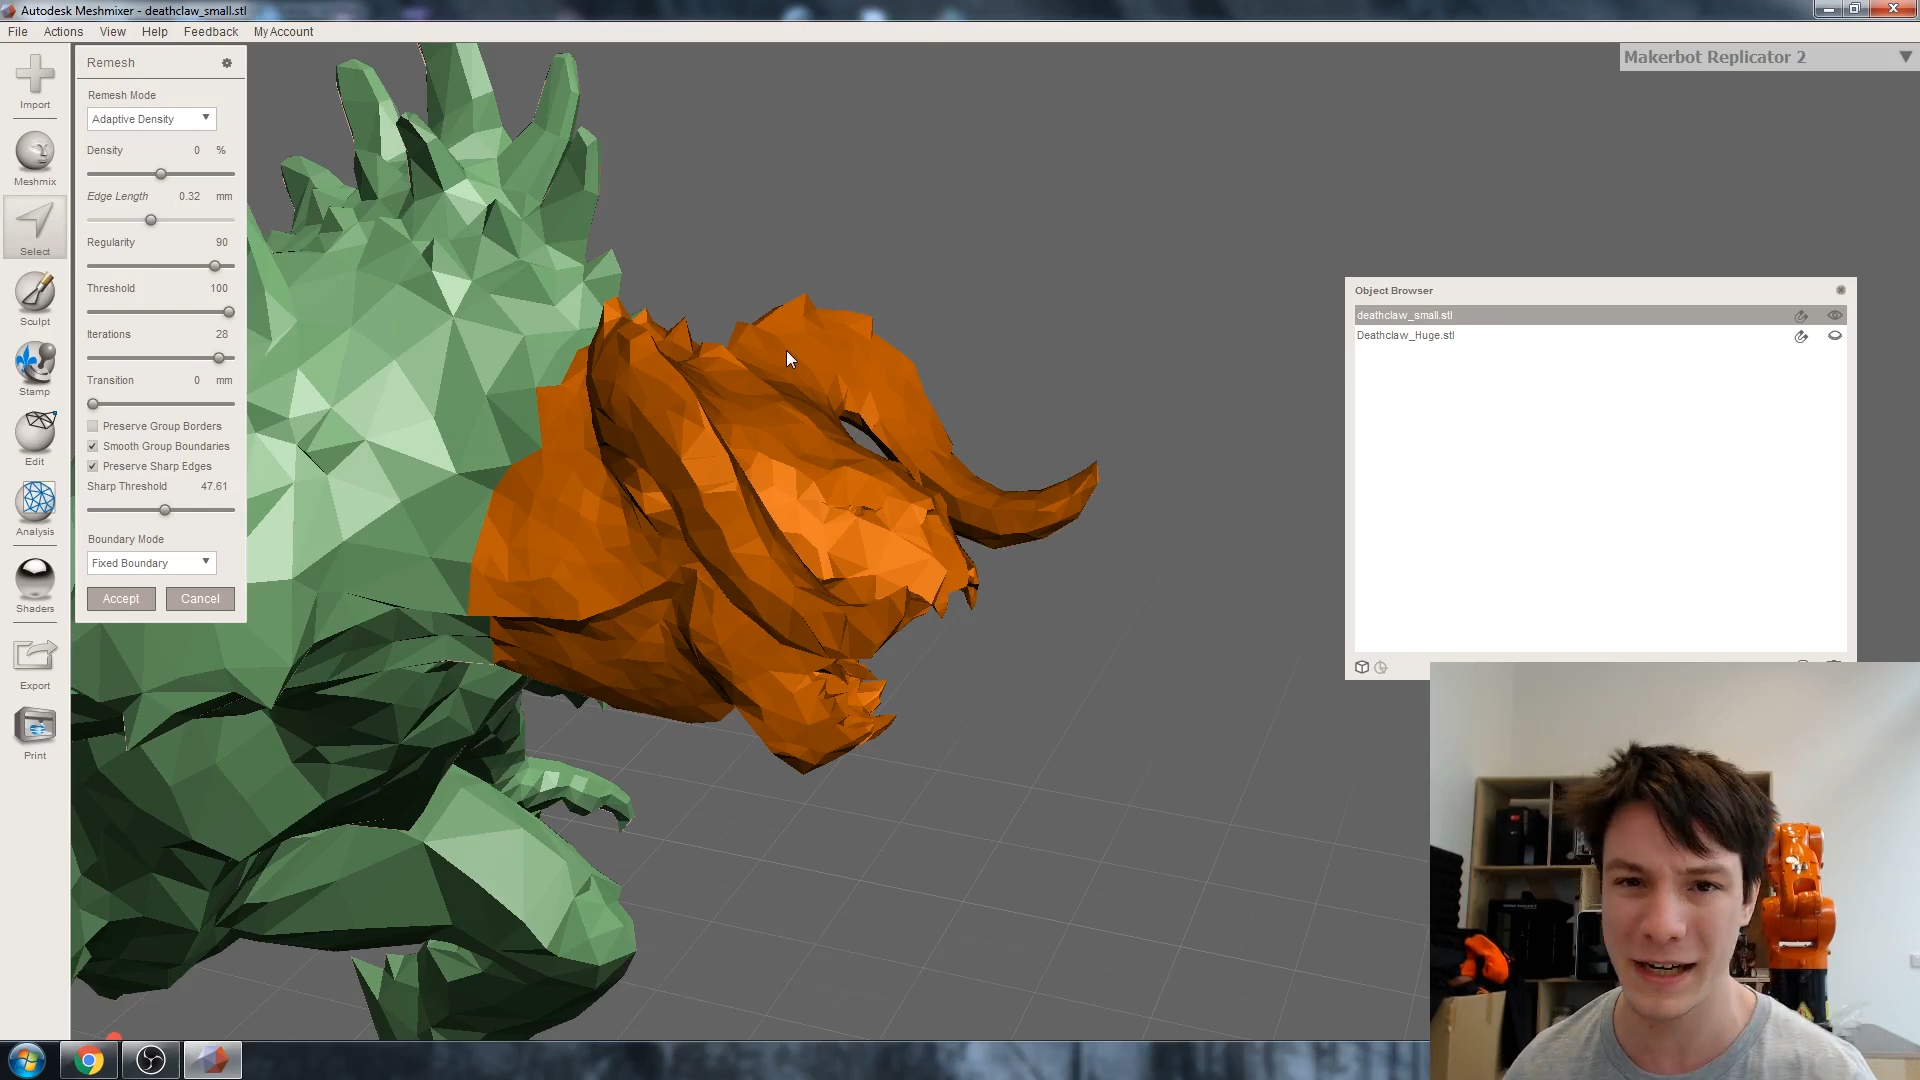 Autodesk Meshmixer - deathclaw_small.stl
File Actions View Help Feedback My Account
Makerbot Replicator 2
Import
Meshmix
Select
Sculpt
Stamp
Edit
Analysis
Shaders
Export
Print
Remesh
Remesh Mode
Adaptive Density
Density 0 %
Edge Length 0.32 mm
Regularity 90
Threshold 100
Iterations 28
Transition 0 mm
Preserve Group Borders
Smooth Group Boundaries
Preserve Sharp Edges
Sharp Threshold 47.61
Boundary Mode
Fixed Boundary
Accept Cancel
Object Browser
deathclaw_small.stl
Deathclaw_Huge.stl